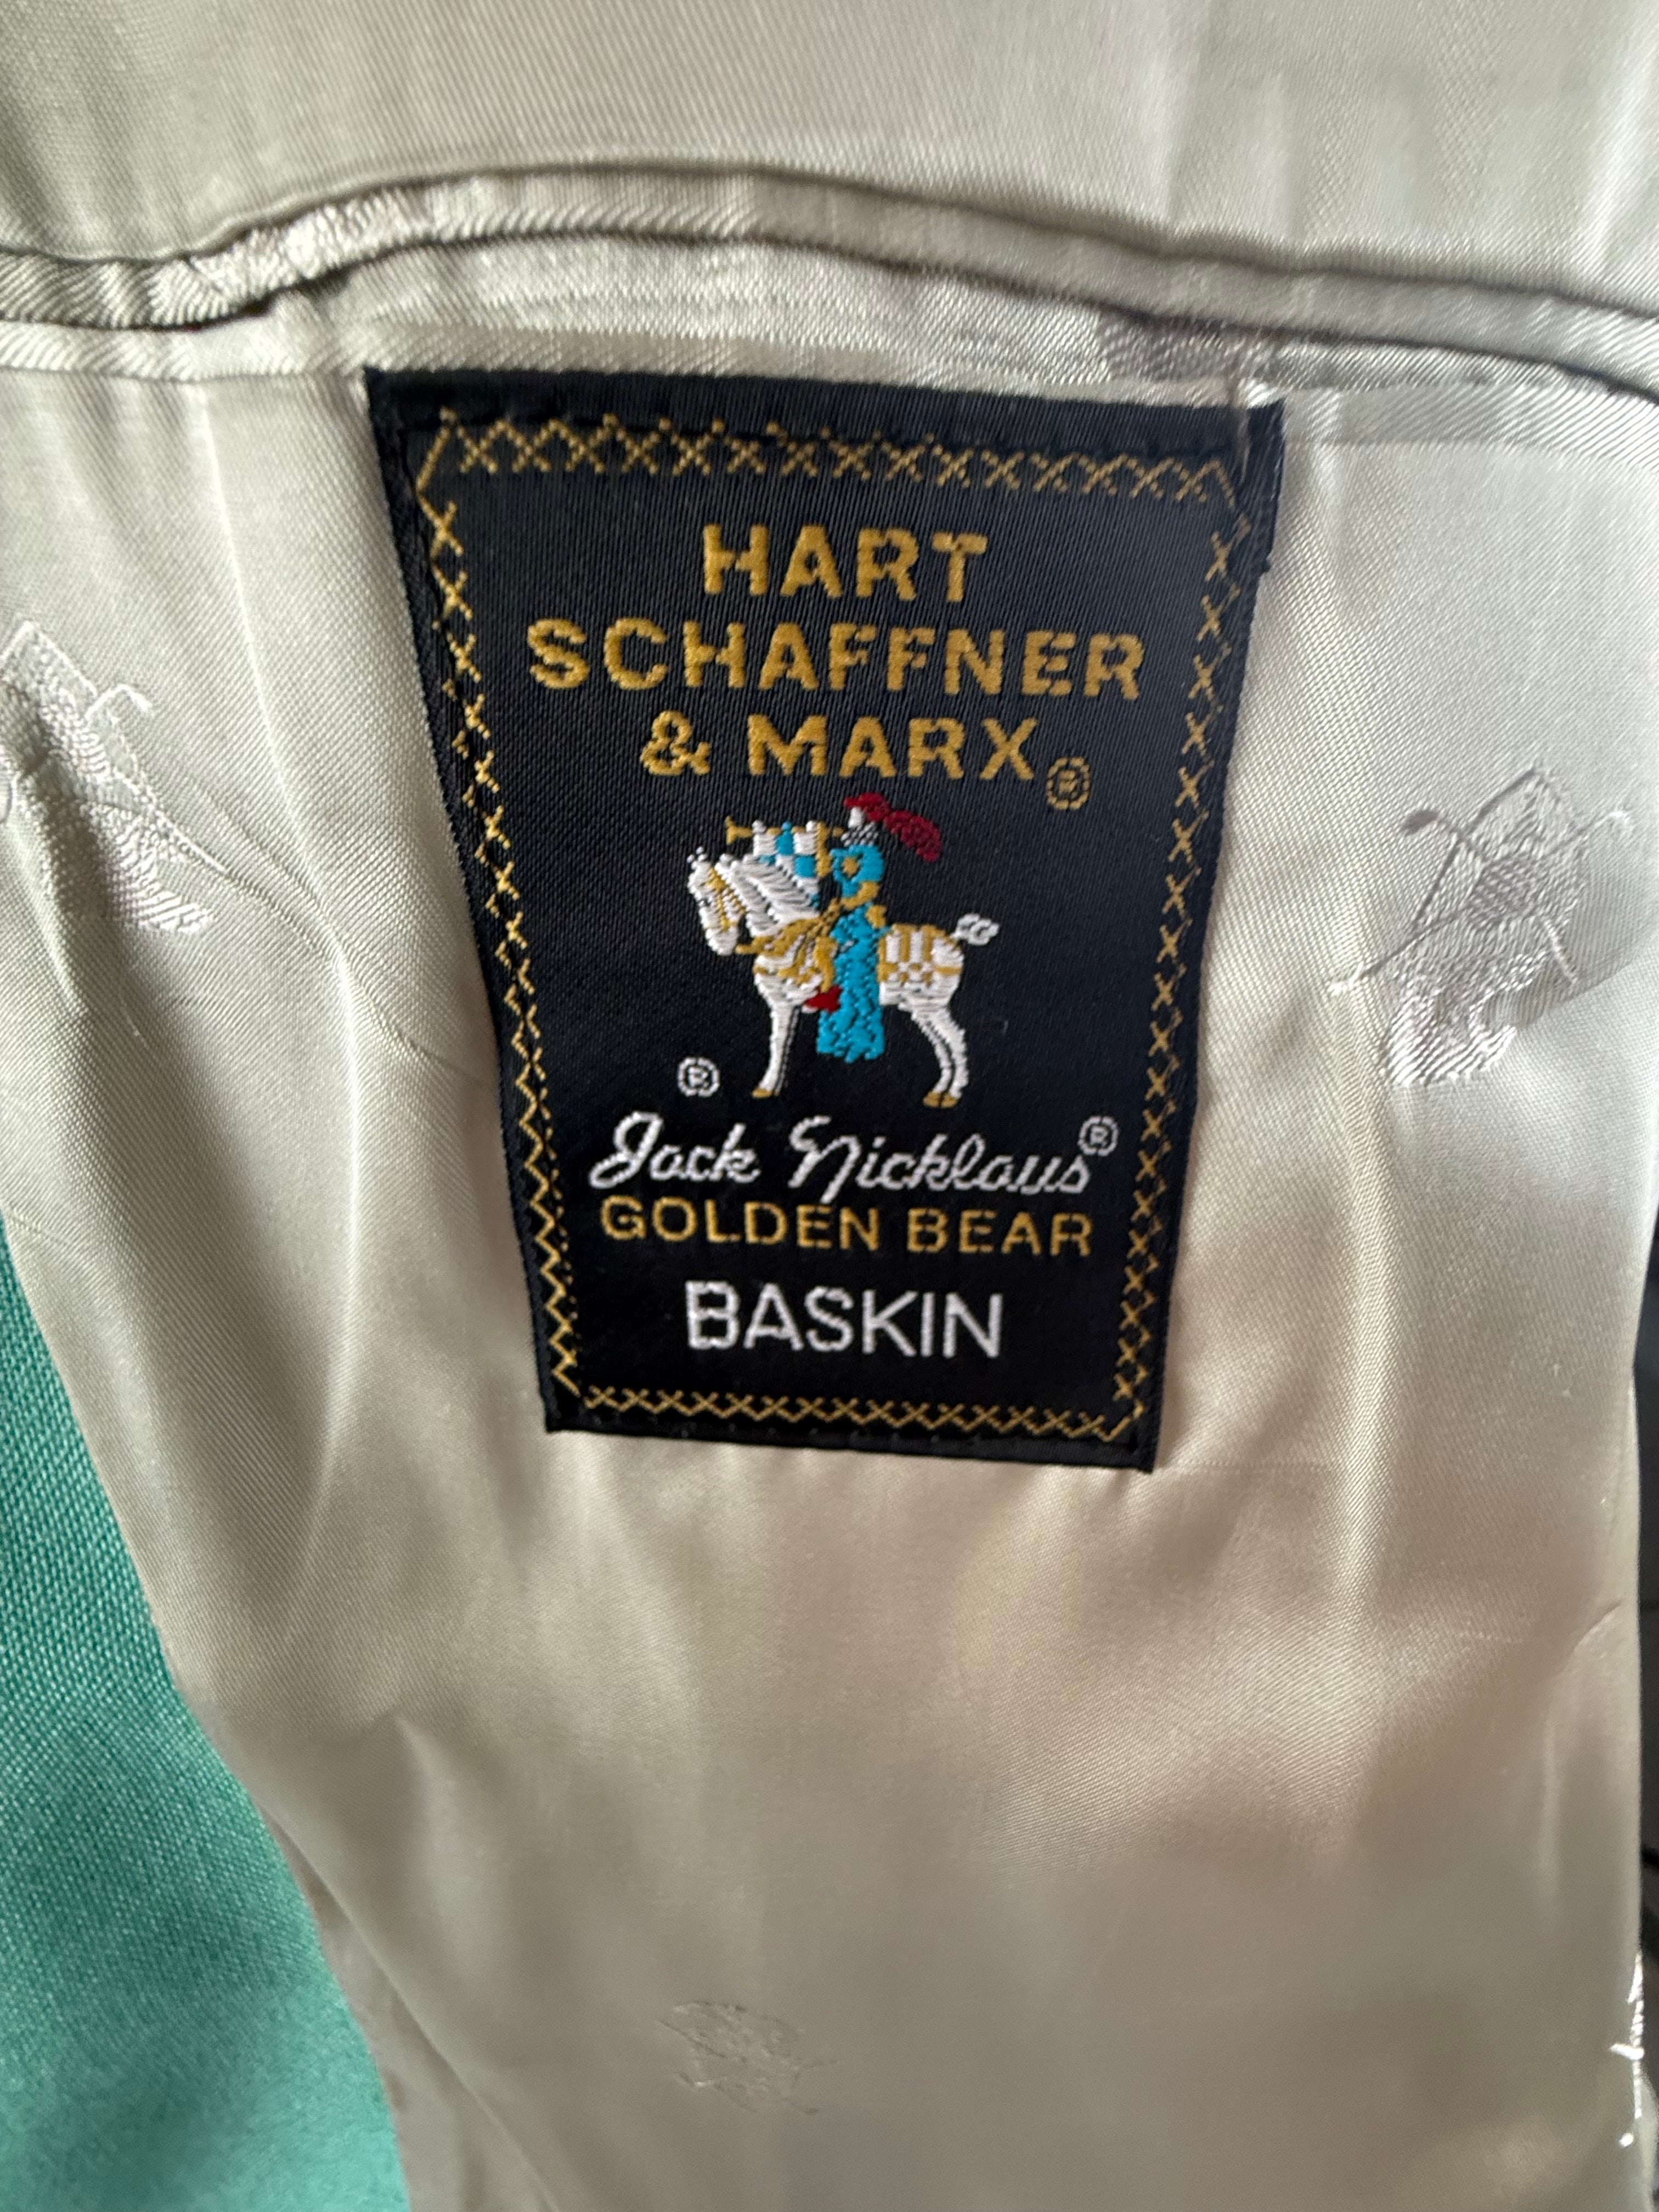 HART
SCHAFFNER
& MARX®
®
Jack Nicklaus®
GOLDEN BEAR
BASKIN